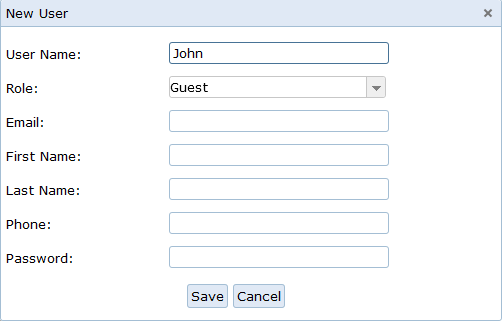 New User
User Name: John
Role: Guest
Email:
First Name:
Last Name:
Phone:
Password:
Save Cancel